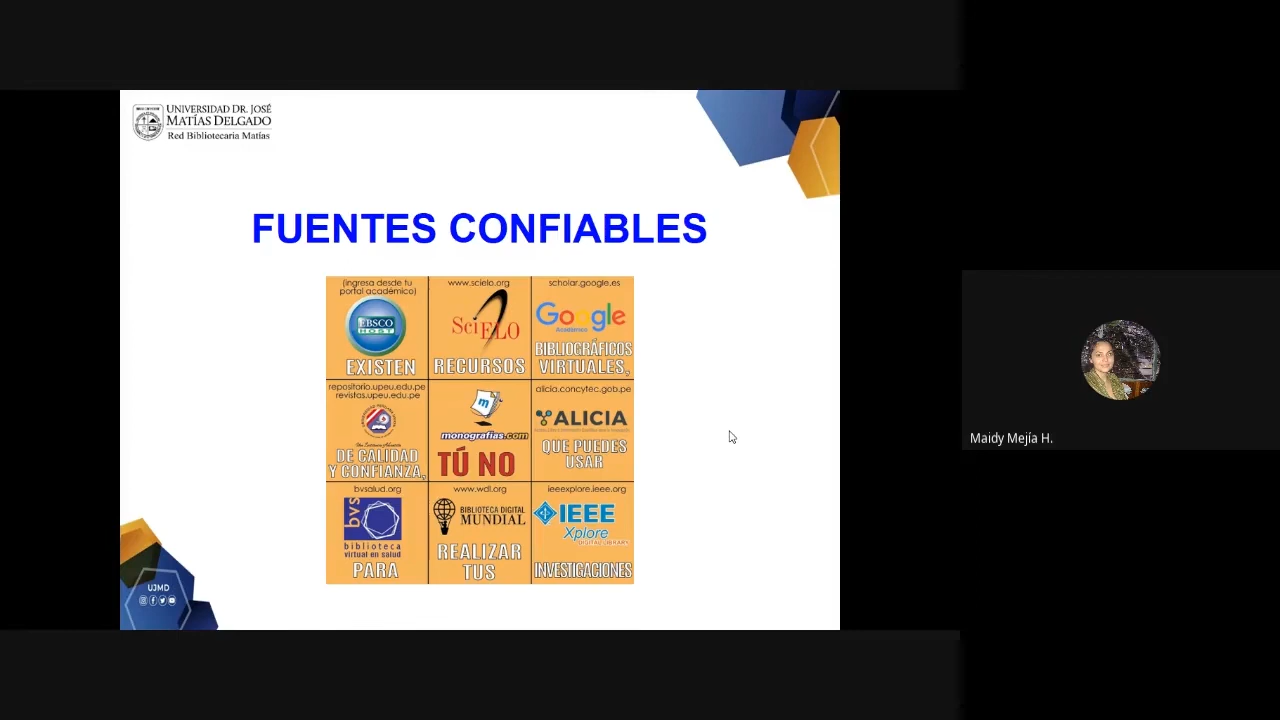 UNIVERSIDAD DR. JOSÉ
MATÍAS DELGADO
Red Bibliotecaria Matías
FUENTES CONFIABLES
(ingresa desde tu
portal académico)
EBSCO
HOST
EXISTEN
www.scielo.org
SciELO
RECURSOS
scholar.google.es
Google
Académico
BIBLIOGRÁFICOS
VIRTUALES,
repositorio.upeu.edu.pe
revistas.upeu.edu.pe
DE CALIDAD
Y CONFIANZA,
m
monografias.com
TÚ NO
alicia.concytec.gob.pe
ALICIA
QUE PUEDES
USAR
bvsalud.org
bvs
biblioteca
virtual en salud
PARA
www.wdl.org
BIBLIOTECA DIGITAL
MUNDIAL
REALIZAR
TUS
ieeexplore.ieee.org
IEEE
Xplore
DIGITAL LIBRARY
INVESTIGACIONES
UJMD
Maidy Mejía H.